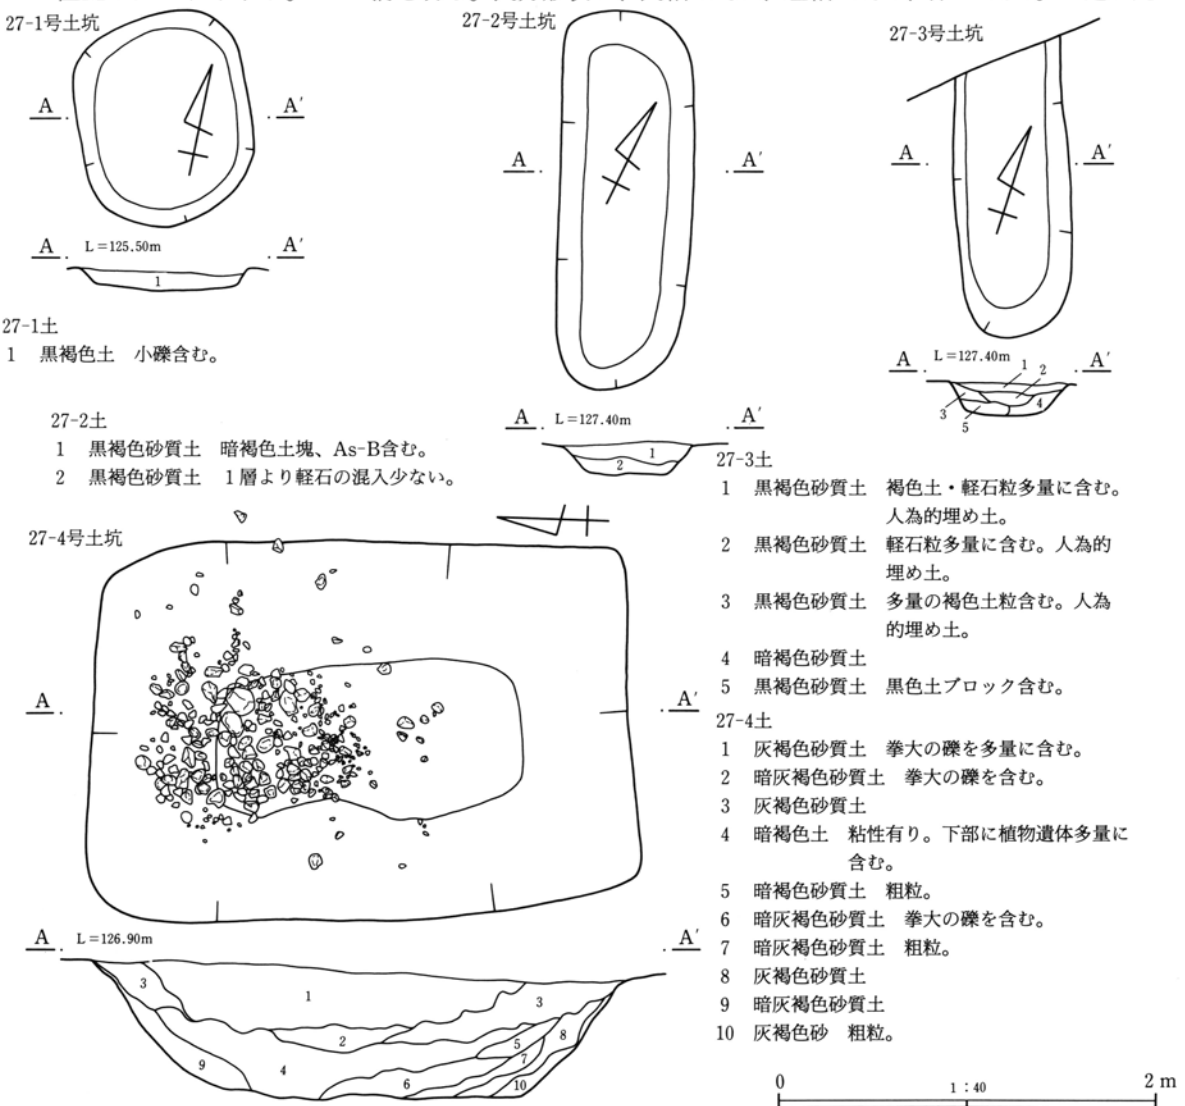 27-1号土坑
A
A′
A
L=125.50m
A′
1
27-1土
1 黒褐色土 小礫含む。
27-2号土坑
A
A′
A
L=127.40m
A′
1
2
27-2土
1 黒褐色砂質土 暗褐色土塊、As-B含む。
2 黒褐色砂質土 1層より軽石の混入少ない。
27-3号土坑
A
A′
A
L=127.40m
A′
1
2
3
4
5
27-3土
1 黒褐色砂質土 褐色土・軽石粒多量に含む。
人為的埋め土。
2 黒褐色砂質土 軽石粒多量に含む。人為的
埋め土。
3 黒褐色砂質土 多量の褐色土粒含む。人為
的埋め土。
4 暗褐色砂質土
5 黒褐色砂質土 黒色土ブロック含む。
27-4号土坑
A
A′
A
L=126.90m
A′
3
1
3
2
5
8
7
9
4
6
10
27-4土
1 灰褐色砂質土 拳大の礫を多量に含む。
2 暗灰褐色砂質土 拳大の礫を含む。
3 灰褐色砂質土
4 暗褐色土 粘性有り。下部に植物遺体多量に
含む。
5 暗褐色砂質土 粗粒。
6 暗灰褐色砂質土 拳大の礫を含む。
7 暗灰褐色砂質土 粗粒。
8 灰褐色砂質土
9 暗灰褐色砂質土
10 灰褐色砂 粗粒。
0
1:40
2m